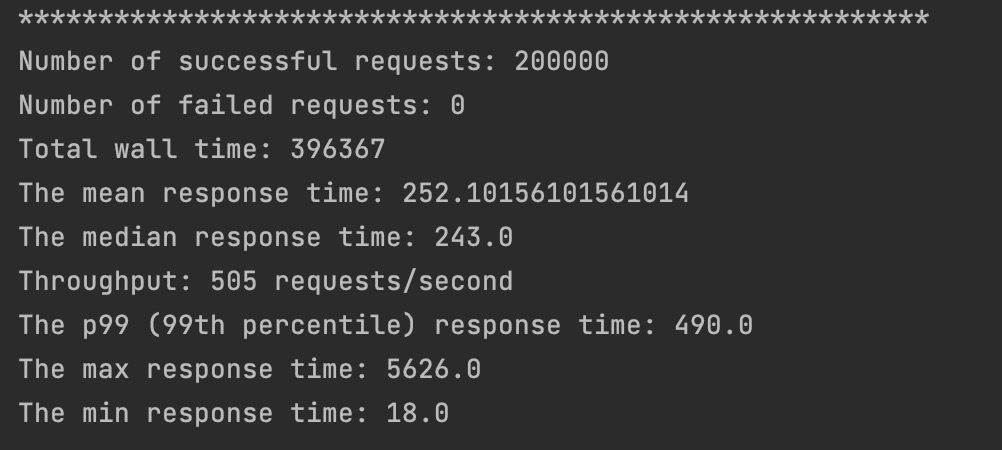 *********************************************************
Number of successful requests: 200000
Number of failed requests: 0
Total wall time: 396367
The mean response time: 252.10156101561014
The median response time: 243.0
Throughput: 505 requests/second
The p99 (99th percentile) response time: 490.0
The max response time: 5626.0
The min response time: 18.0